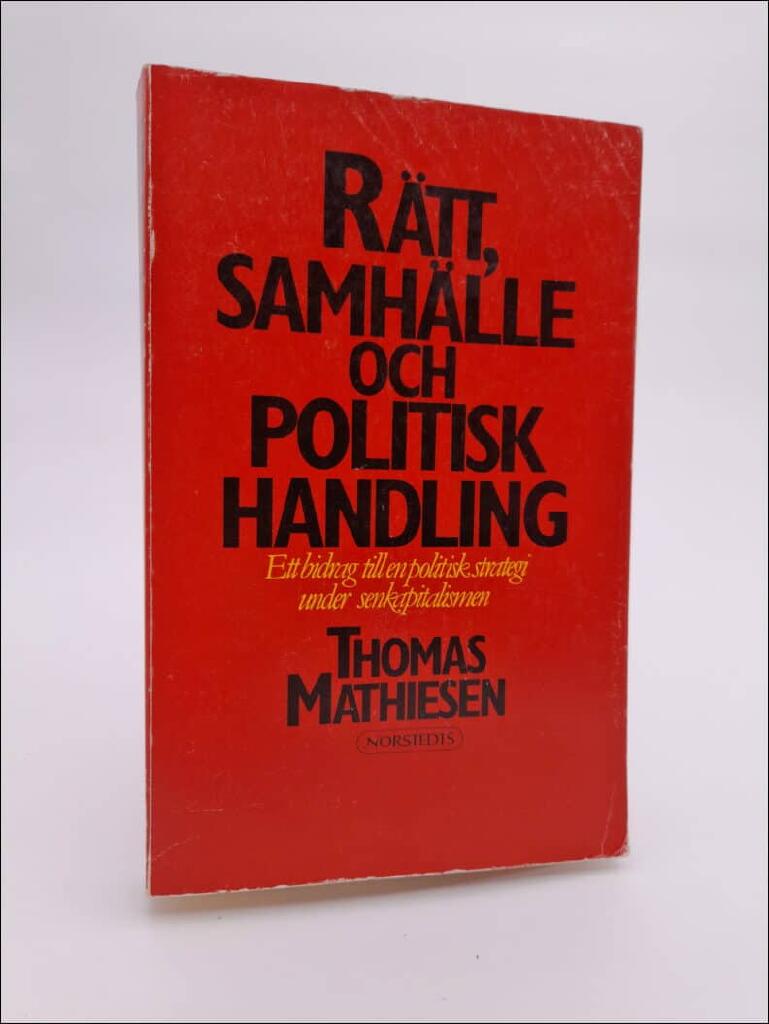 RÄTT,
SAMHÄLLE
OCH
POLITISK
HANDLING
Ett bidrag till en politisk strategi
under senkapitalismen
THOMAS
MATHIESEN
NORSTEDTS